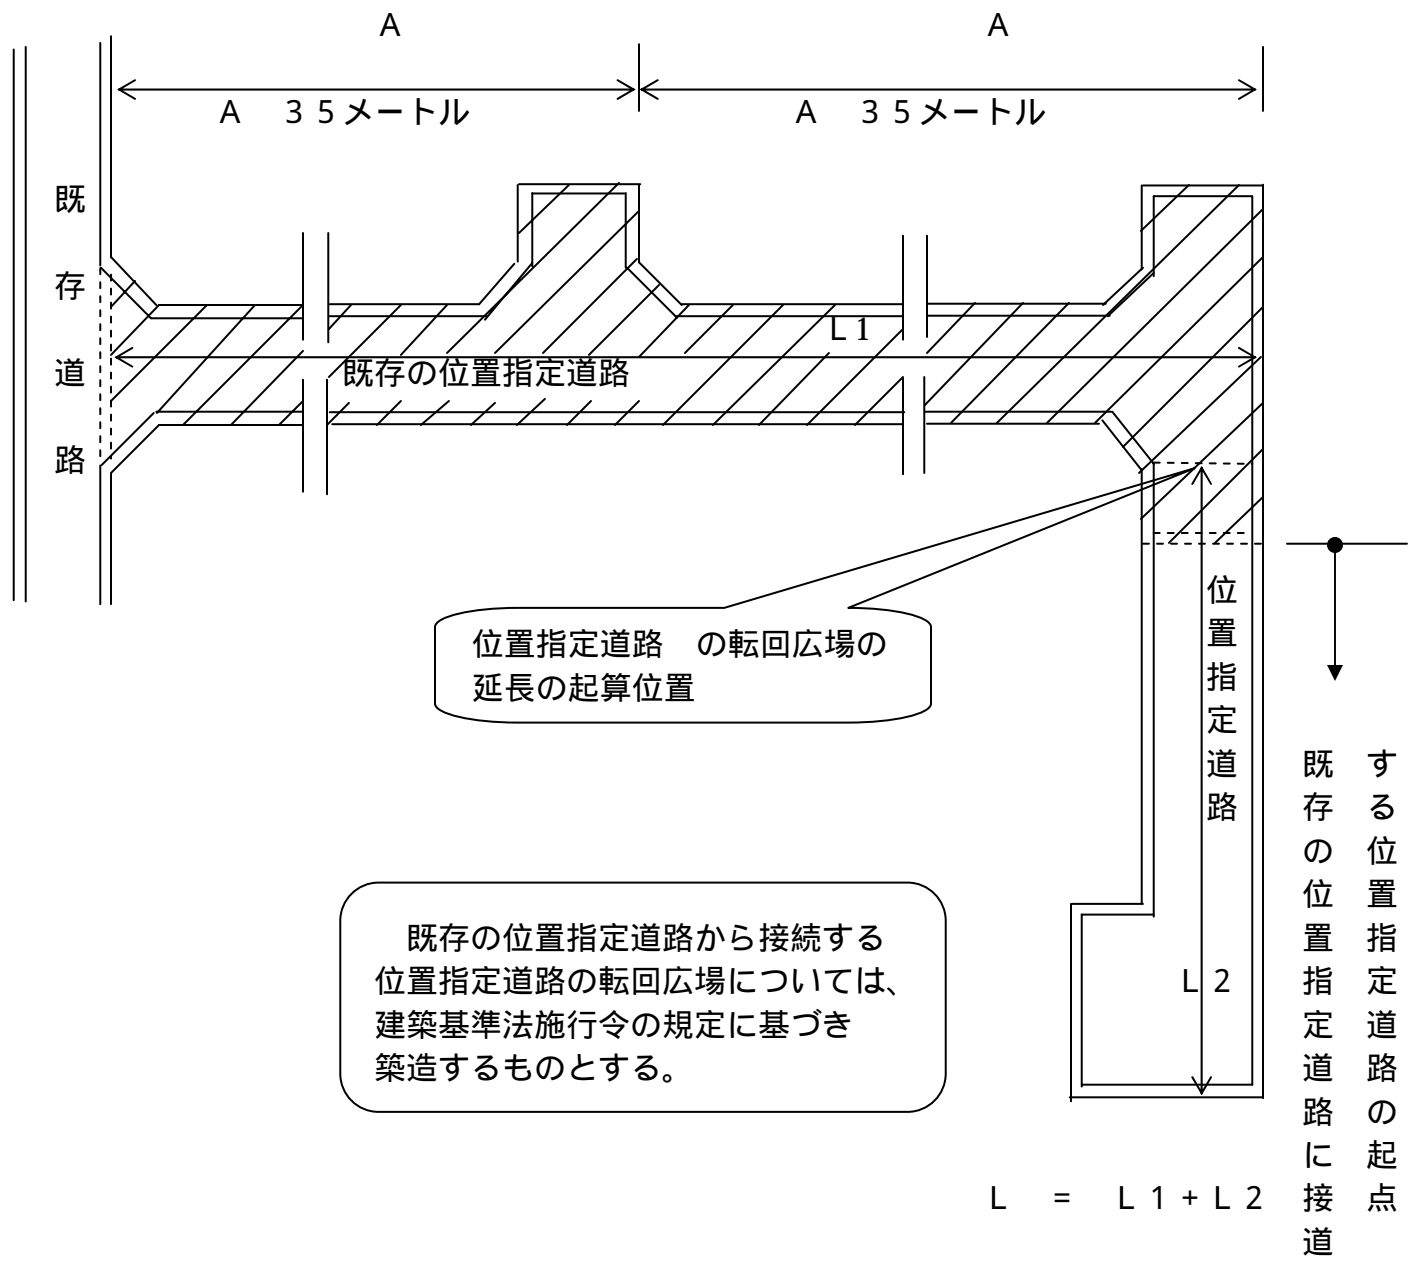 A
A
A　３５メートル
A　３５メートル
既存道路
L１
既存の位置指定道路
位置指定道路　の転回広場の
延長の起算位置
位置指定道路
既存の位置指定道路に接道
する位置指定道路の起点
既存の位置指定道路から接続する
位置指定道路の転回広場については、
建築基準法施行令の規定に基づき
築造するものとする。
L２
L　＝　L１＋L２